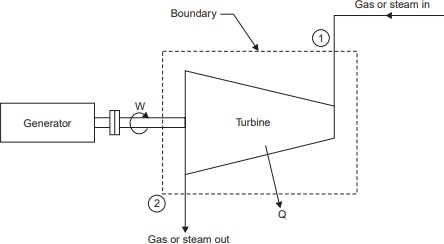 Gas or steam in
Boundary
1
W
Generator
Turbine
2
Q
Gas or steam out